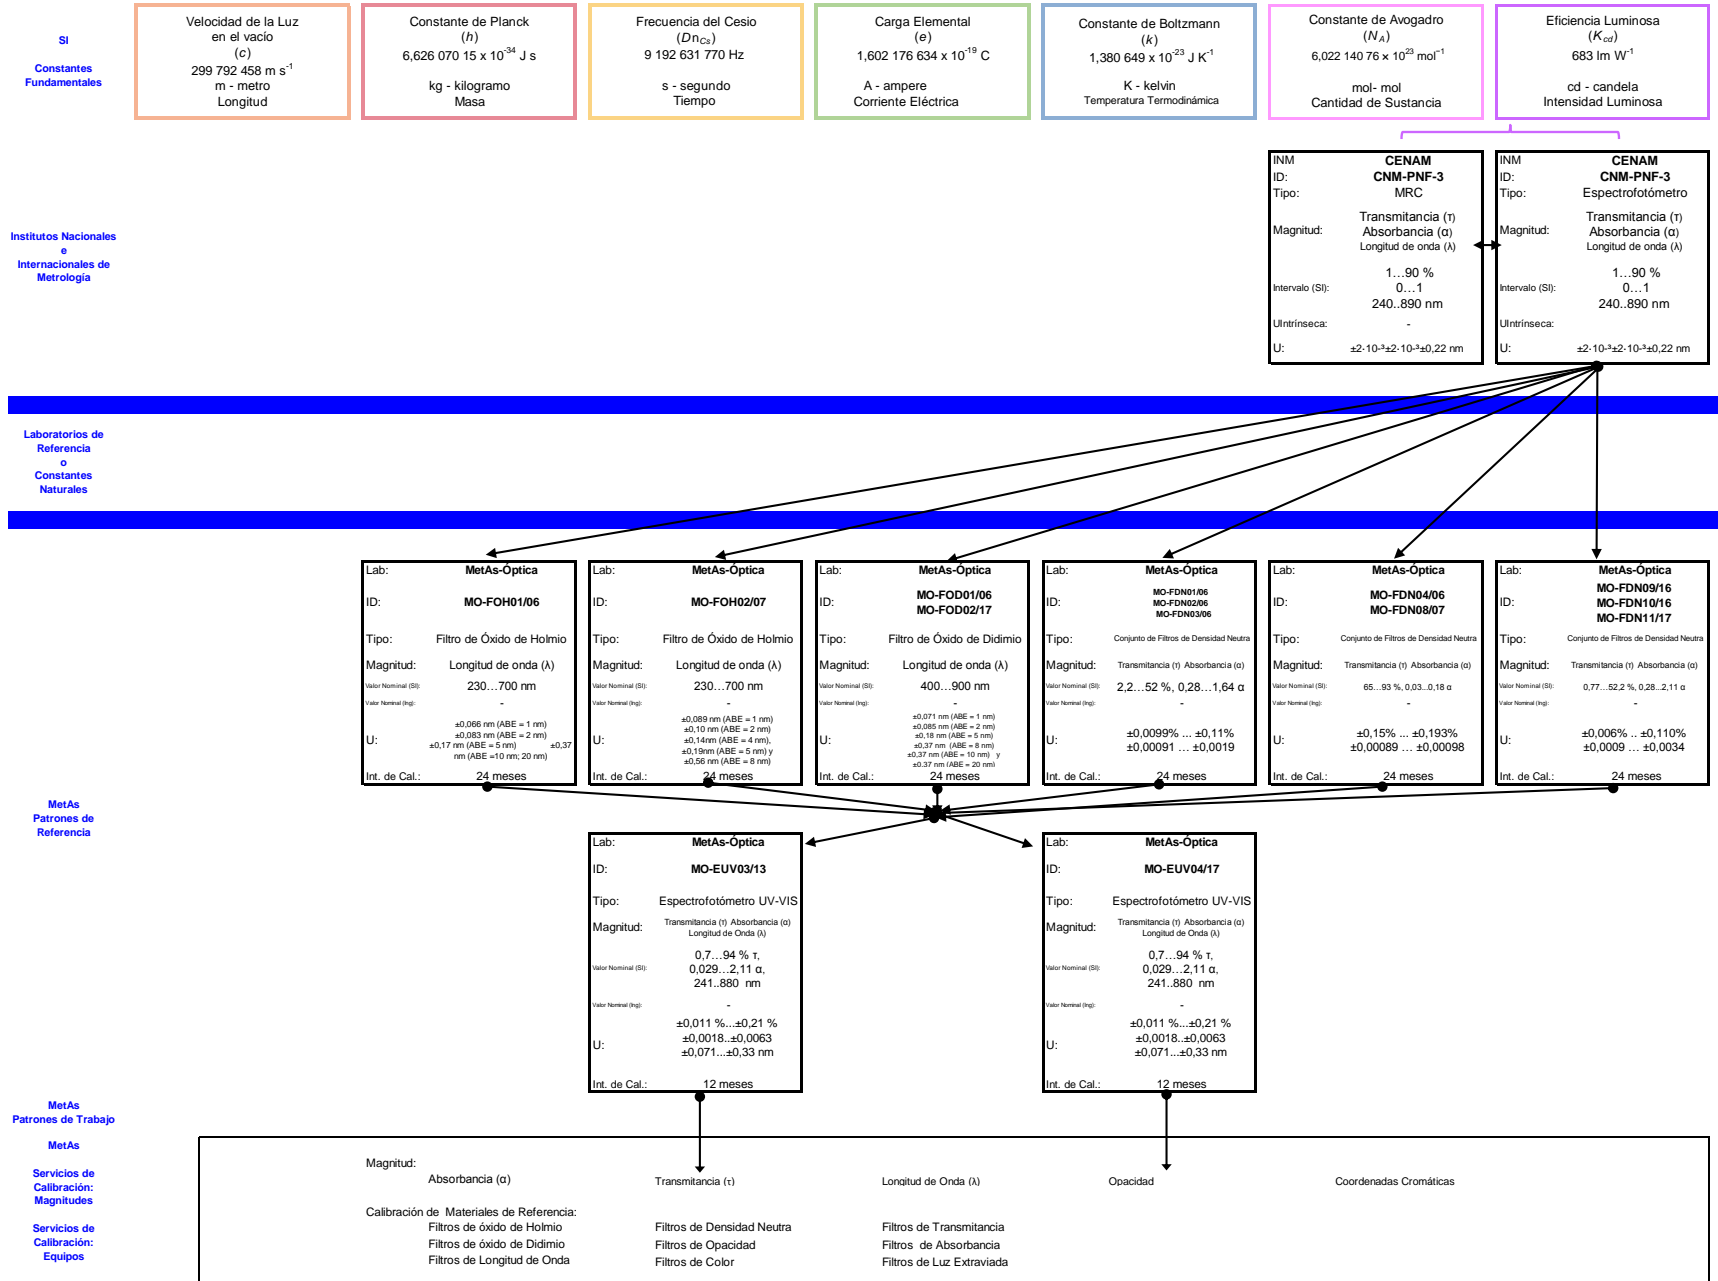 SI
Constantes
Fundamentales
Velocidad de la Luz
en el vacío
(c)
299 792 458 m s-1
m - metro
Longitud
Constante de Planck
(h)
6,626 070 15 x 10-34 J s
kg - kilogramo
Masa
Frecuencia del Cesio
(DnCs)
9 192 631 770 Hz
s - segundo
Tiempo
Carga Elemental
(e)
1,602 176 634 x 10-19 C
A - ampere
Corriente Eléctrica
Constante de Boltzmann
(k)
1,380 649 x 10-23 J K-1
K - kelvin
Temperatura Termodinámica
Constante de Avogadro
(NA)
6,022 140 76 × 1023 mol−1
mol- mol
Cantidad de Sustancia
Eficiencia Luminosa
(Kcd)
683 lm W-1
cd - candela
Intensidad Luminosa
Institutos Nacionales
e
Internacionales de
Metrología
INM CENAM
ID: CNM-PNF-3
Tipo: MRC
Magnitud: Transmitancia (τ)
Absorbancia (α)
Longitud de onda (λ)
Intervalo (SI): 1…90 %
0…1
240..890 nm
UIntrínseca: -
U: ±2·10-³±2·10-³±0,22 nm
INM CENAM
ID: CNM-PNF-3
Tipo: Espectrofotómetro
Magnitud: Transmitancia (τ)
Absorbancia (α)
Longitud de onda (λ)
Intervalo (SI): 1…90 %
0…1
240..890 nm
UIntrínseca:
U: ±2·10-³±2·10-³±0,22 nm
Laboratorios de
Referencia
o
Constantes
Naturales
MetAs
Patrones de
Referencia
Lab: MetAs-Óptica
ID: MO-FOH01/06
Tipo: Filtro de Óxido de Holmio
Magnitud: Longitud de onda (λ)
Valor Nominal (SI): 230…700 nm
Valor Nominal (Ing): -
U: ±0,066 nm (ABE = 1 nm)
±0,083 nm (ABE = 2 nm)
±0,17 nm (ABE = 5 nm) ±0,37
nm (ABE =10 nm; 20 nm)
Int. de Cal.: 24 meses
Lab: MetAs-Óptica
ID: MO-FOH02/07
Tipo: Filtro de Óxido de Holmio
Magnitud: Longitud de onda (λ)
Valor Nominal (SI): 230…700 nm
Valor Nominal (Ing): -
U: ±0,089 nm (ABE = 1 nm)
±0,10 nm (ABE = 2 nm)
±0,14nm (ABE = 4 nm),
±0,19nm (ABE = 5 nm) y
±0,56 nm (ABE = 8 nm)
Int. de Cal.: 24 meses
Lab: MetAs-Óptica
ID: MO-FOD01/06
MO-FOD02/17
Tipo: Filtro de Óxido de Didimio
Magnitud: Longitud de onda (λ)
Valor Nominal (SI): 400…900 nm
Valor Nominal (Ing): -
U: ±0,071 nm (ABE = 1 nm)
±0,085 nm (ABE = 2 nm)
±0,18 nm (ABE = 5 nm)
±0,37 nm (ABE = 8 nm)
±0,37 nm (ABE = 10 nm) y
±0.37 nm (ABE = 20 nm)
Int. de Cal.: 24 meses
Lab: MetAs-Óptica
ID: MO-FDN01/06
MO-FDN02/06
MO-FDN03/06
Tipo: Conjunto de Filtros de Densidad Neutra
Magnitud: Transmitancia (τ) Absorbancia (α)
Valor Nominal (SI): 2,2…52 %, 0,28…1,64 α
Valor Nominal (Ing): -
U: ±0,0099% ... ±0,11%
±0,00091 … ±0,0019
Int. de Cal.: 24 meses
Lab: MetAs-Óptica
ID: MO-FDN04/06
MO-FDN08/07
Tipo: Conjunto de Filtros de Densidad Neutra
Magnitud: Transmitancia (τ) Absorbancia (α)
Valor Nominal (SI): 65…93 %, 0,03...0,18 α
Valor Nominal (Ing): -
U: ±0,15% ... ±0,193%
±0,00089 … ±0,00098
Int. de Cal.: 24 meses
Lab: MetAs-Óptica
ID: MO-FDN09/16
MO-FDN10/16
MO-FDN11/17
Tipo: Conjunto de Filtros de Densidad Neutra
Magnitud: Transmitancia (τ) Absorbancia (α)
Valor Nominal (SI): 0,77…52,2 %, 0,28...2,11 α
Valor Nominal (Ing): -
U: ±0,006% .. ±0,110%
±0,0009 … ±0,0034
Int. de Cal.: 24 meses
Lab: MetAs-Óptica
ID: MO-EUV03/13
Tipo: Espectrofotómetro UV-VIS
Magnitud: Transmitancia (τ) Absorbancia (α)
Longitud de Onda (λ)
Valor Nominal (SI): 0,7…94 % τ,
0,029…2,11 α,
241..880 nm
Valor Nominal (Ing): -
U: ±0,011 %...±0,21 %
±0,0018..±0,0063
±0,071...±0,33 nm
Int. de Cal.: 12 meses
Lab: MetAs-Óptica
ID: MO-EUV04/17
Tipo: Espectrofotómetro UV-VIS
Magnitud: Transmitancia (τ) Absorbancia (α)
Longitud de Onda (λ)
Valor Nominal (SI): 0,7…94 % τ,
0,029…2,11 α,
241..880 nm
Valor Nominal (Ing): -
U: ±0,011 %...±0,21 %
±0,0018..±0,0063
±0,071...±0,33 nm
Int. de Cal.: 12 meses
MetAs
Patrones de Trabajo
MetAs
Servicios de
Calibración:
Magnitudes
Servicios de
Calibración:
Equipos
Magnitud:
Absorbancia (α) Transmitancia (τ) Longitud de Onda (λ) Opacidad Coordenadas Cromáticas
Calibración de Materiales de Referencia:
Filtros de óxido de Holmio Filtros de Densidad Neutra Filtros de Transmitancia
Filtros de óxido de Didimio Filtros de Opacidad Filtros de Absorbancia
Filtros de Longitud de Onda Filtros de Color Filtros de Luz Extraviada